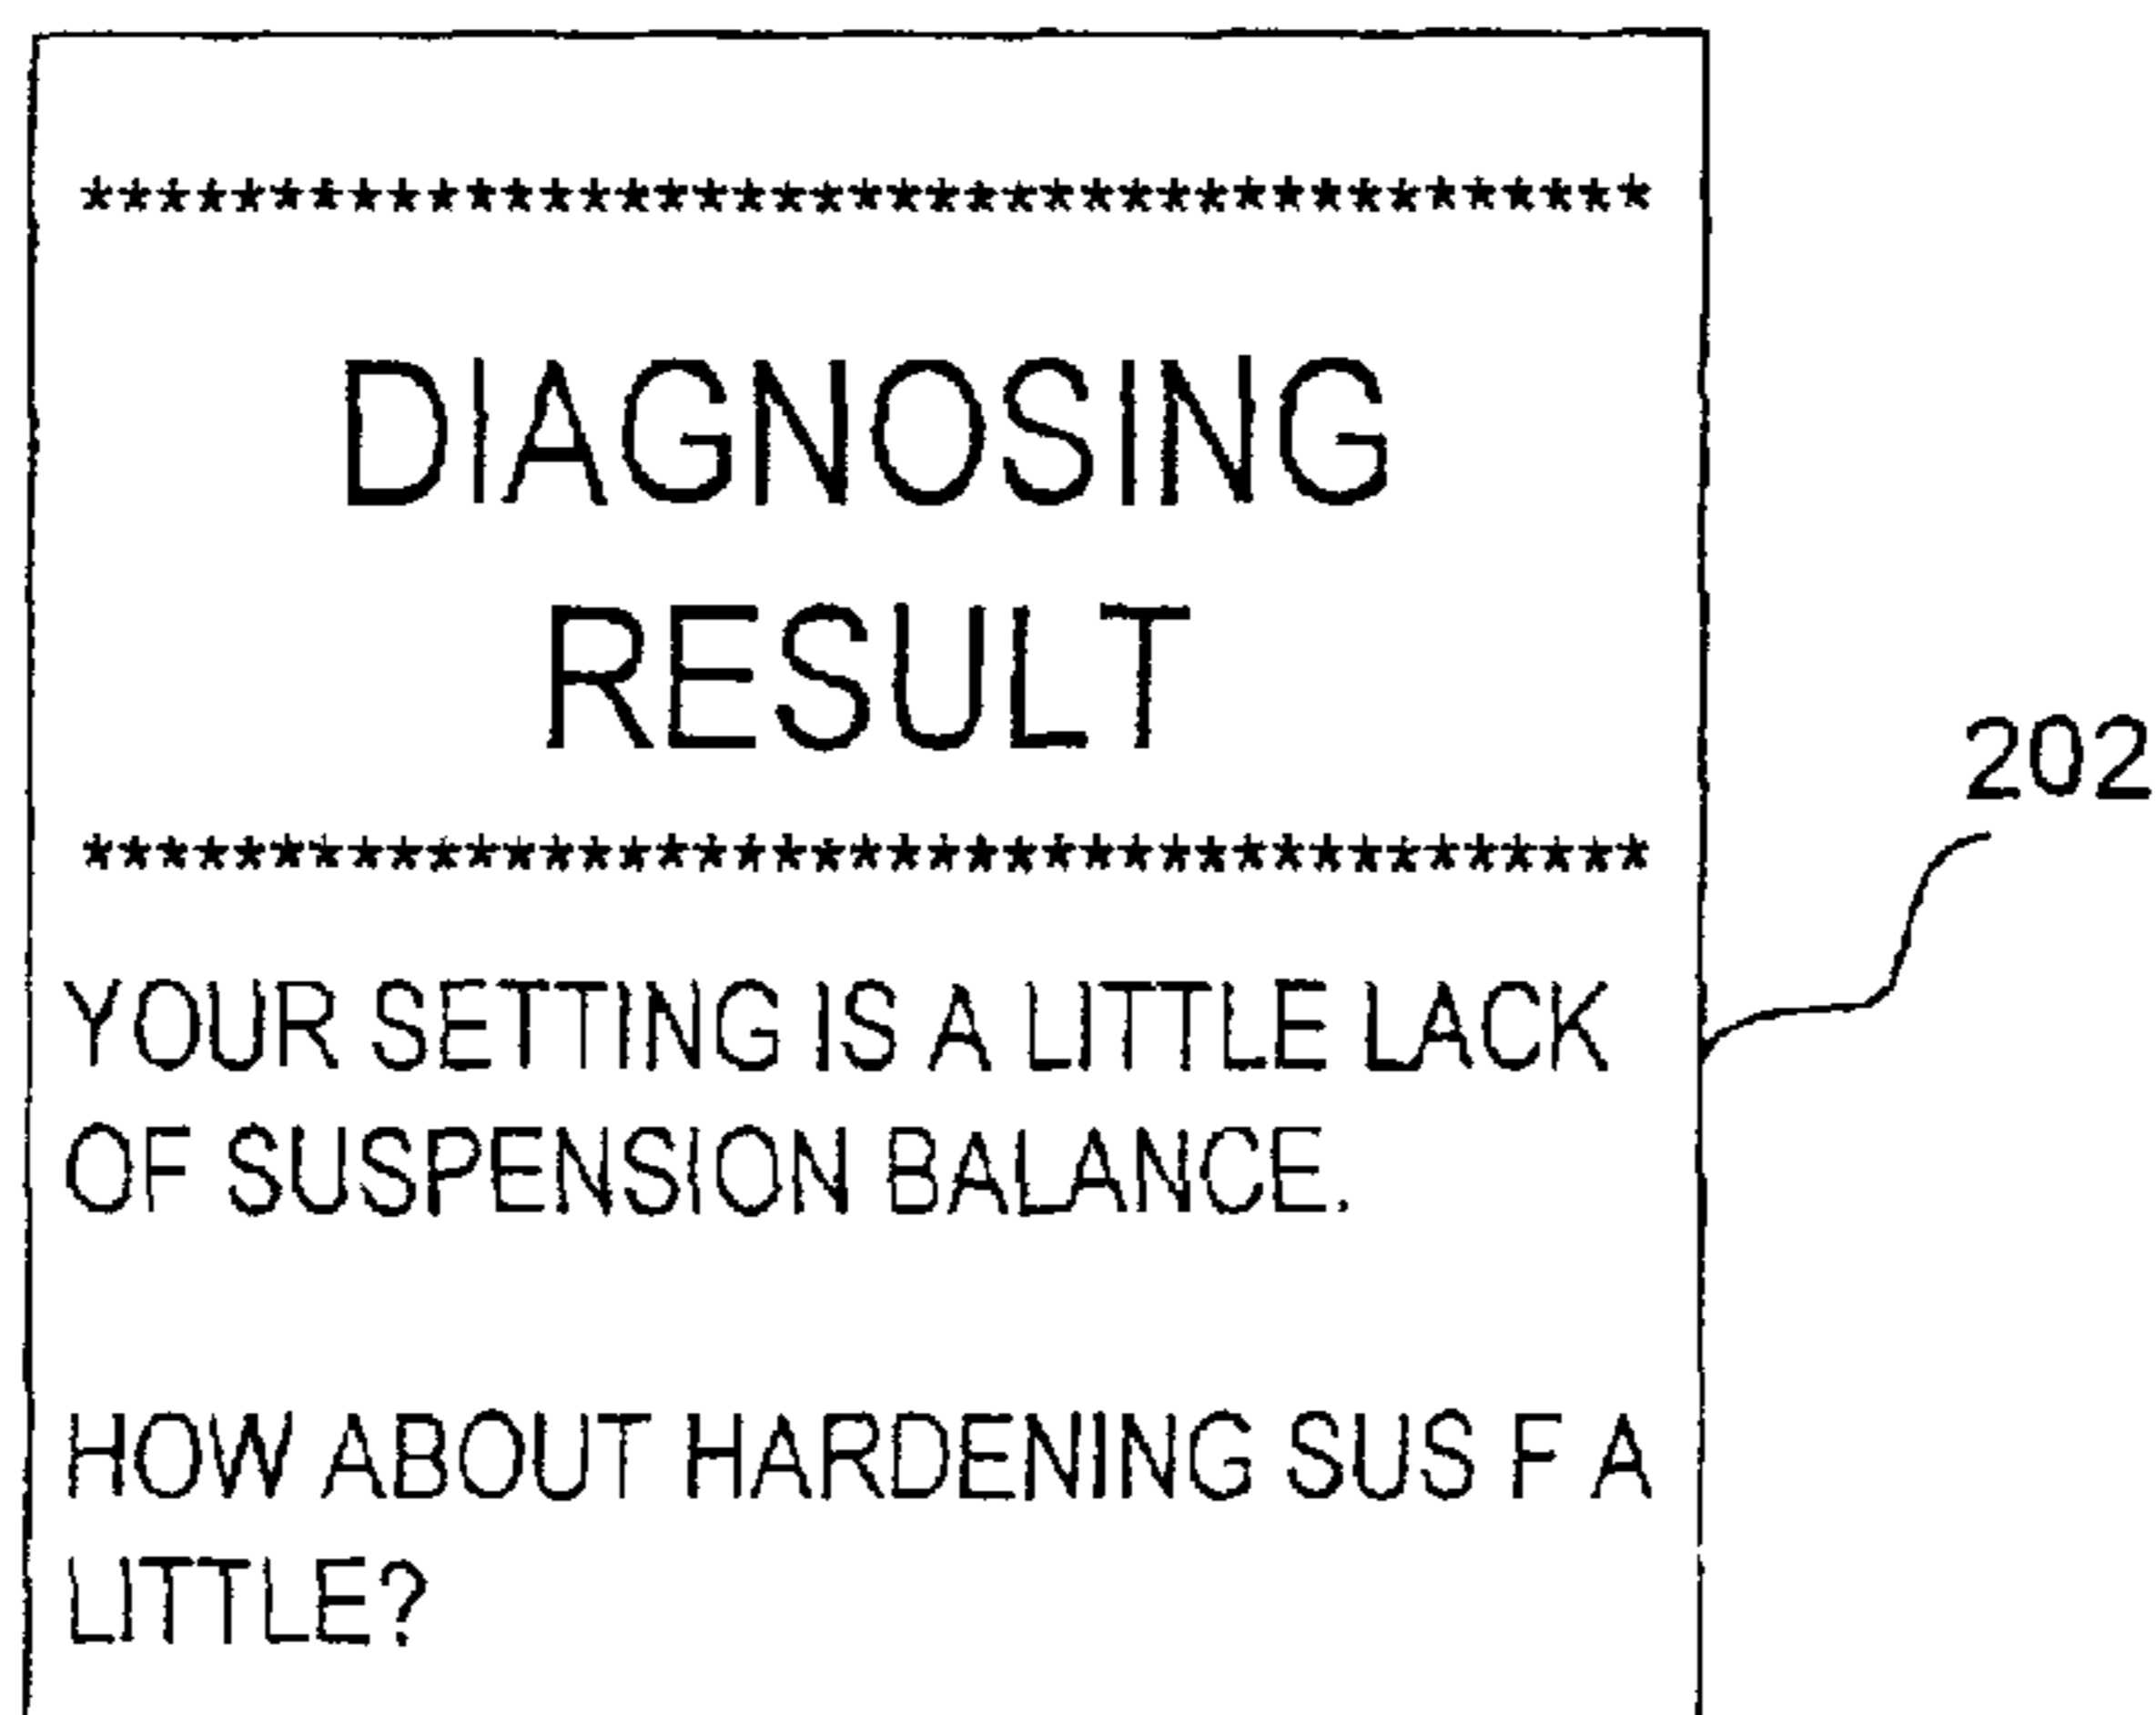 *****************************************
DIAGNOSING
RESULT
202
*****************************************
YOUR SETTING IS A LITTLE LACK
OF SUSPENSION BALANCE.
HOW ABOUT HARDENING SUS F A
LITTLE?